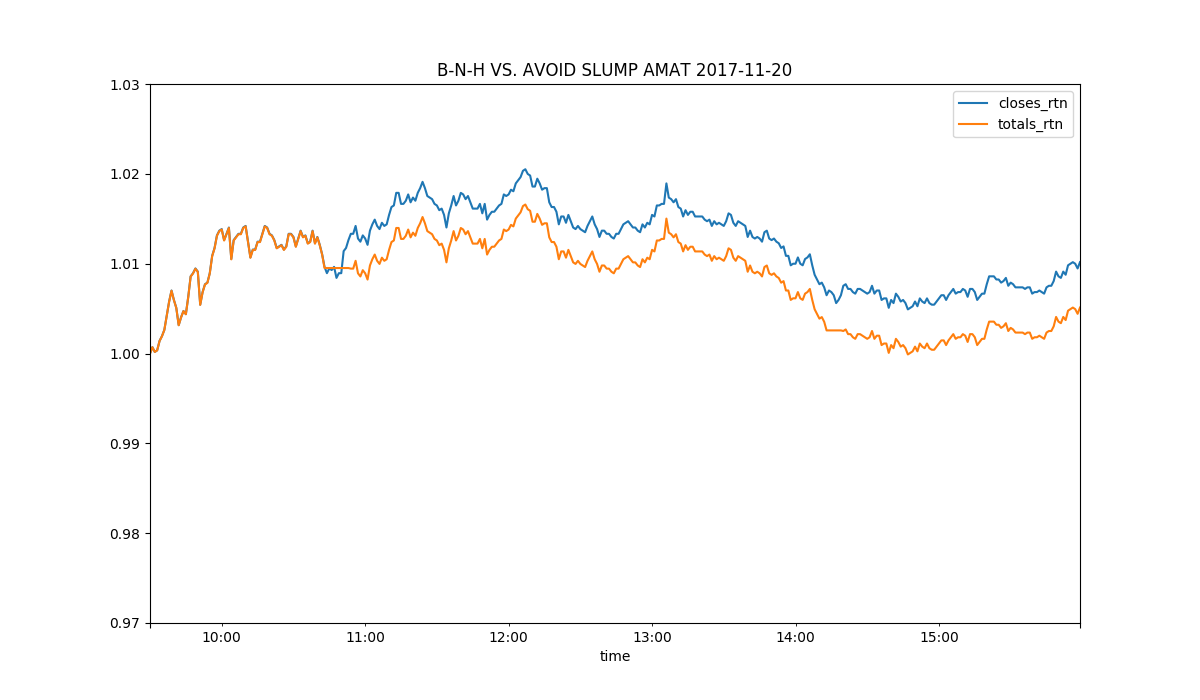 B-N-H VS. AVOID SLUMP AMAT 2017-11-20
closes_rtn
totals_rtn
1.03
1.02
1.01
1.00
0.99
0.98
0.97
10:00 11:00 12:00 13:00 14:00 15:00
time